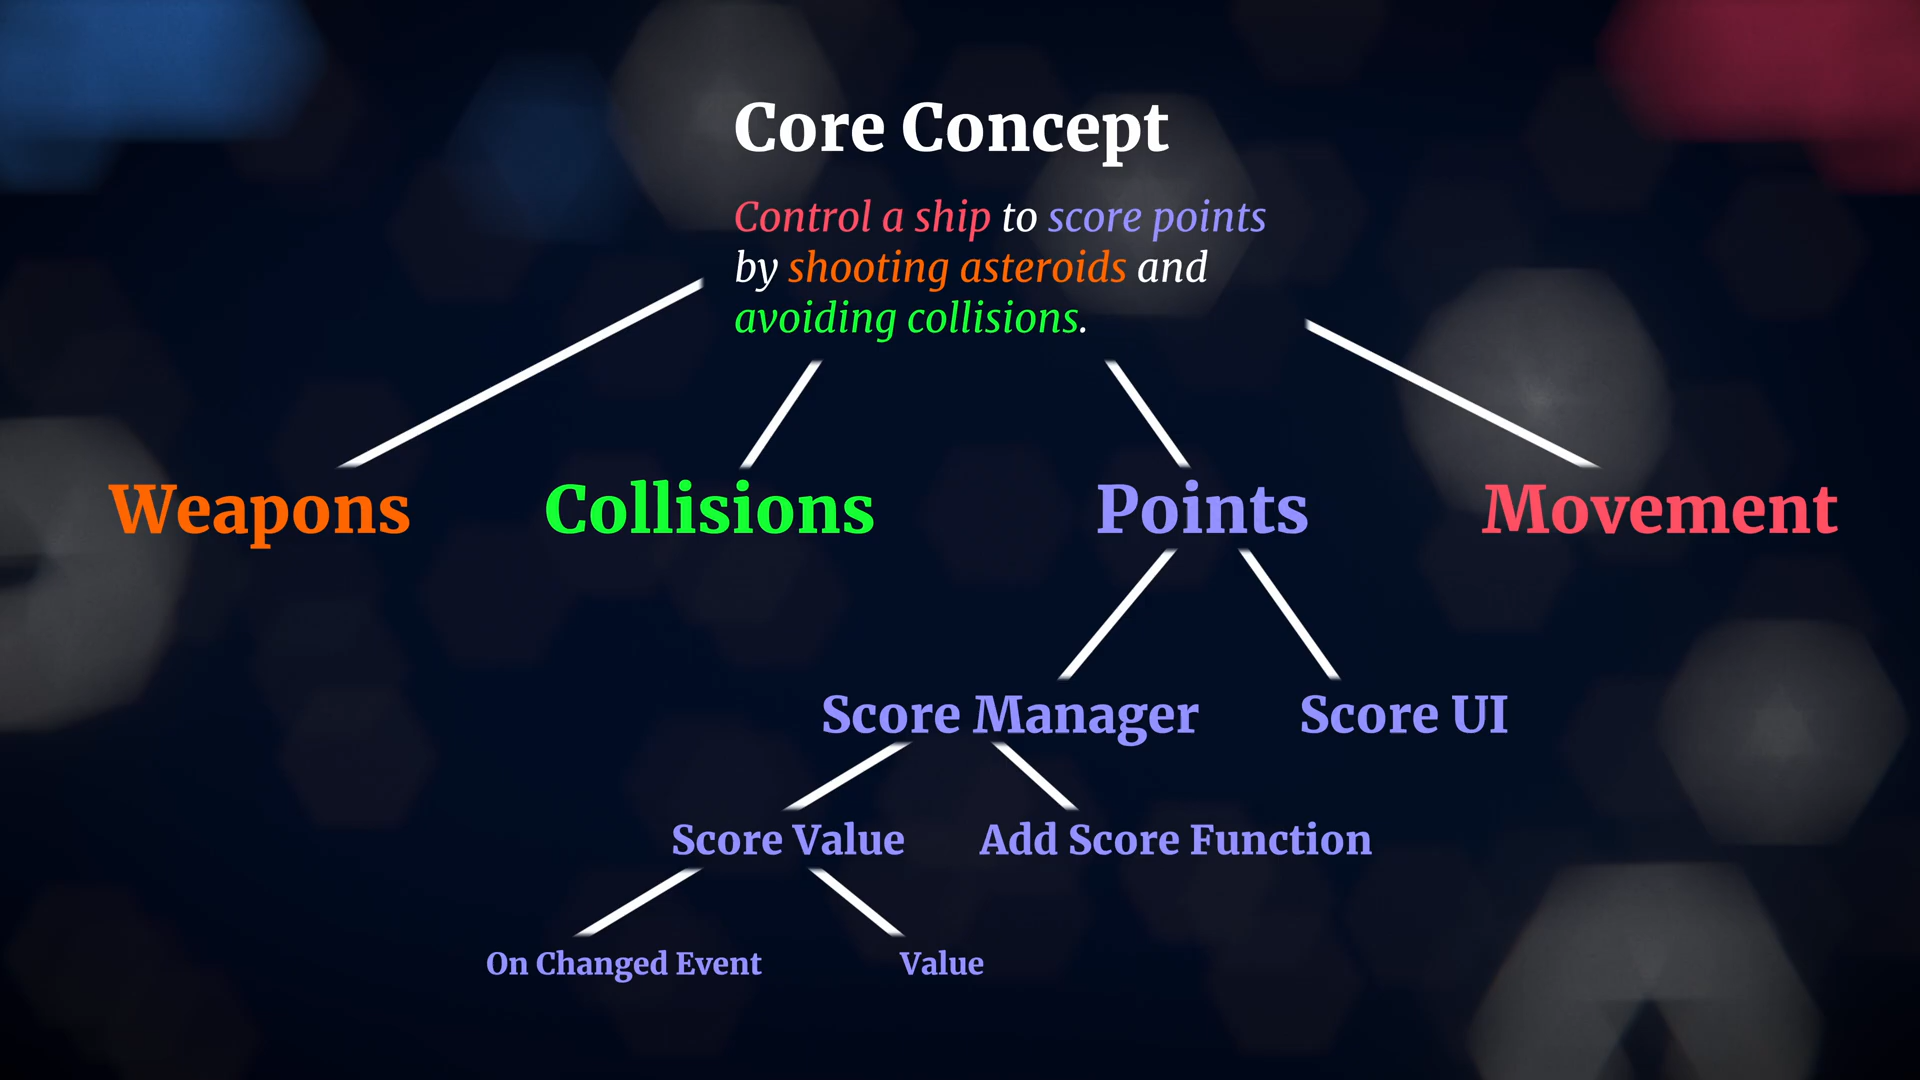 Core Concept
Control a ship to score points
by shooting asteroids and
avoiding collisions.
Weapons
Collisions
Points
Movement
Score Manager
Score UI
Score Value
Add Score Function
On Changed Event
Value